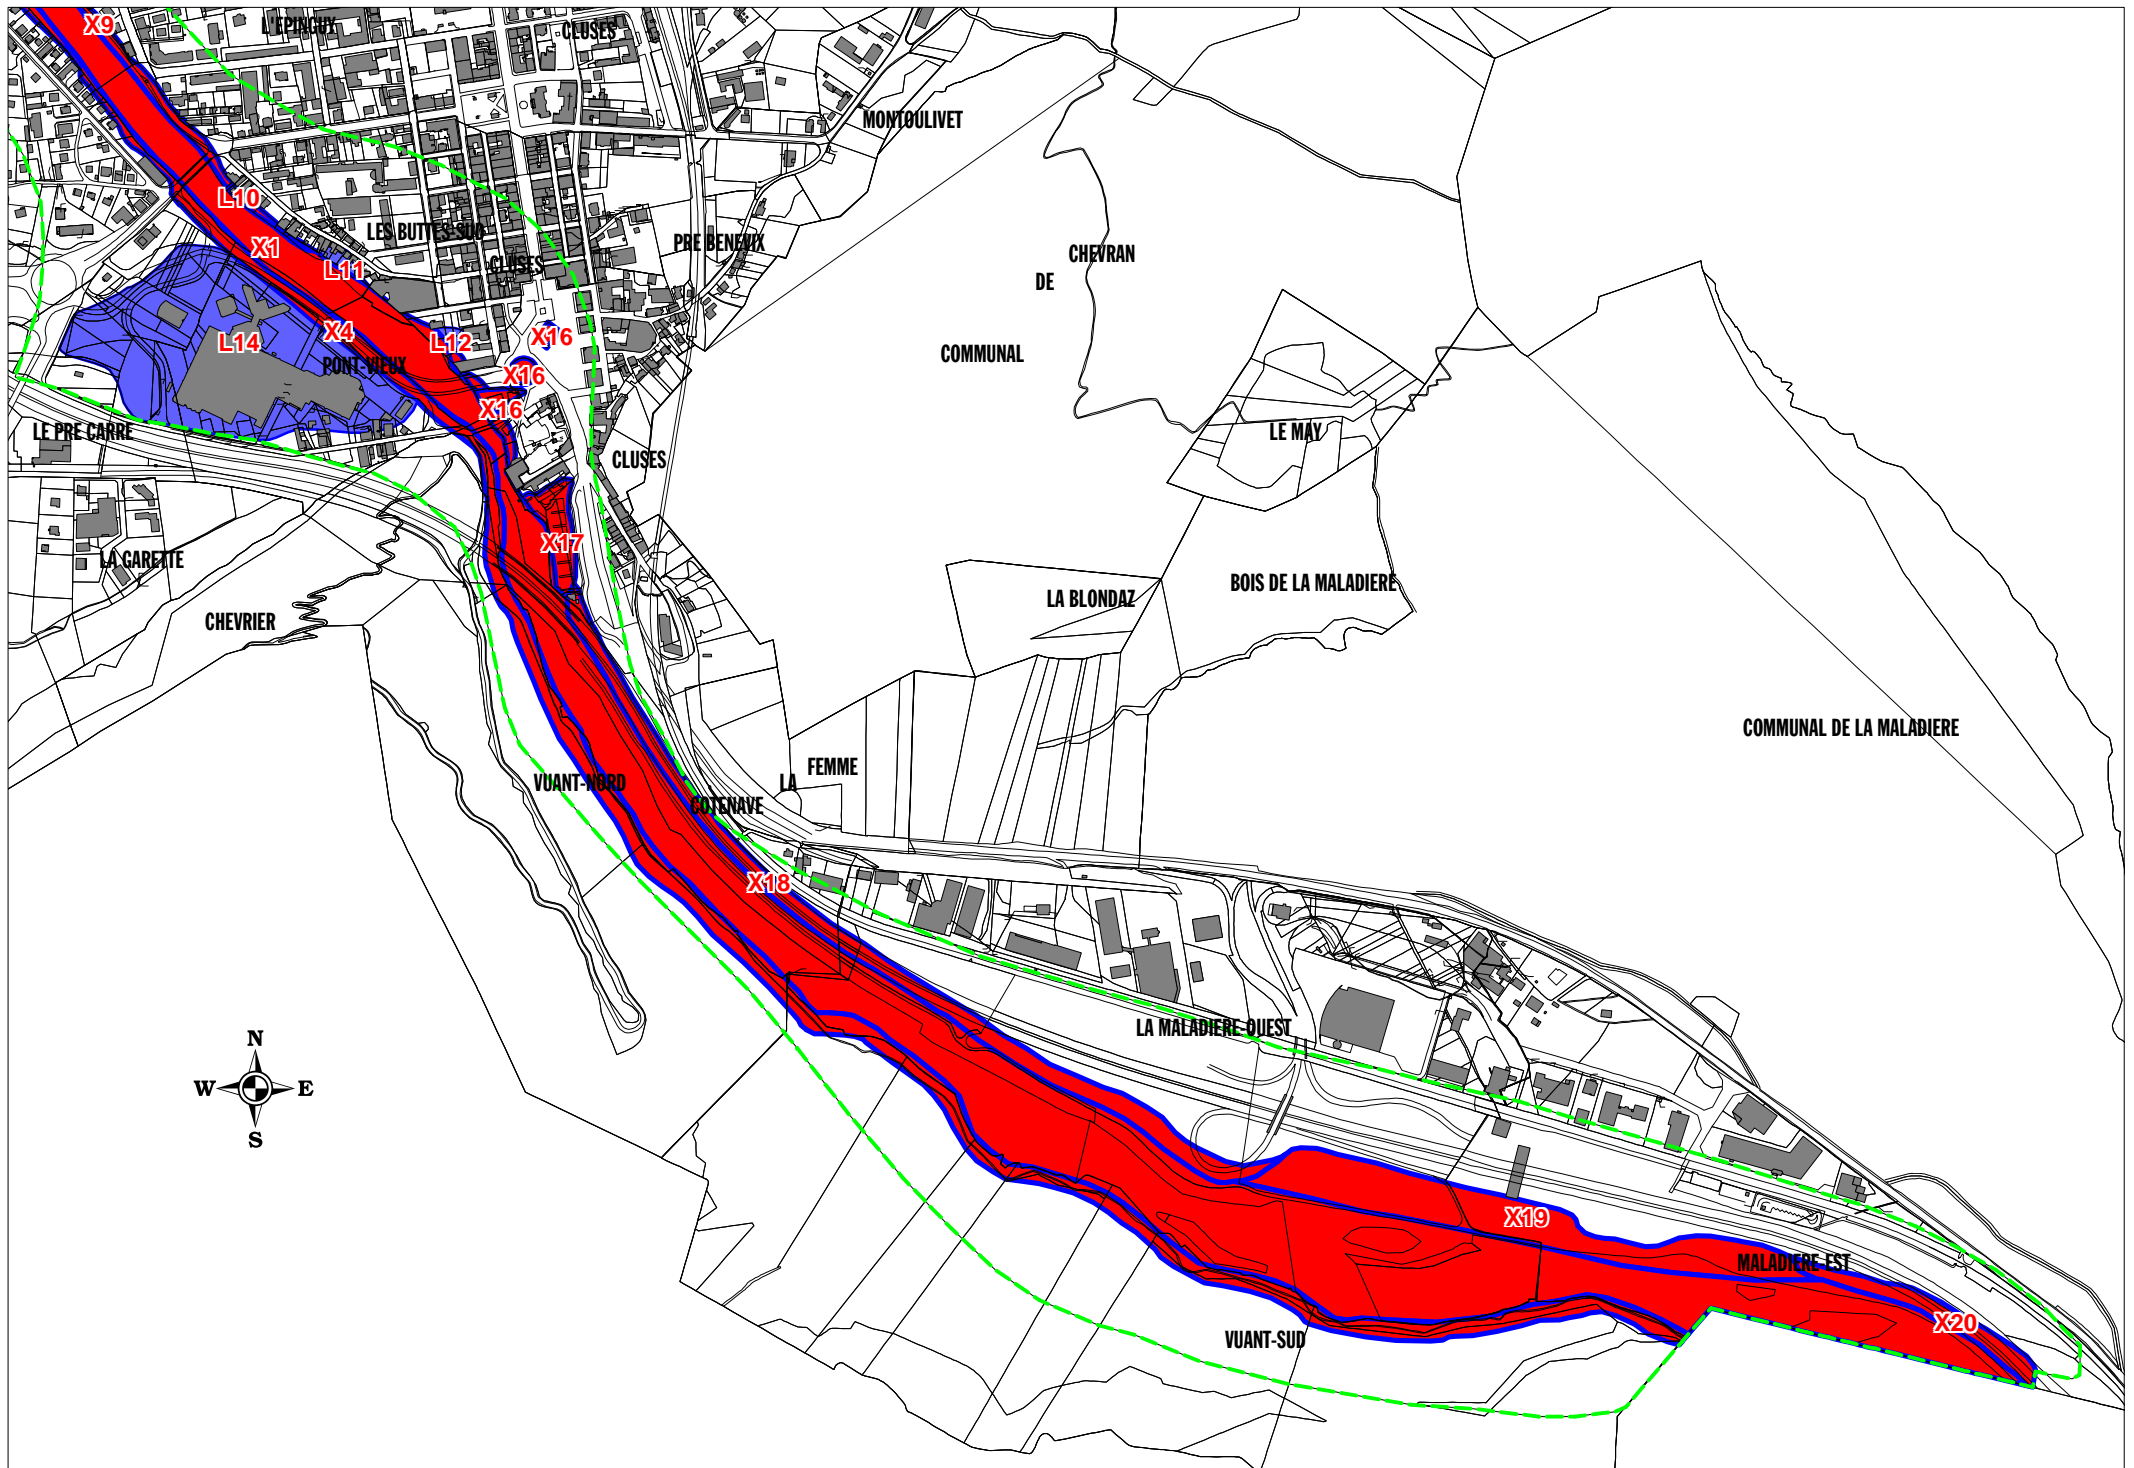 X9
L'EPINGUY
CLUSES
MONTOULIVET
L10
X1
LES BUTTES-SUD
PRE BENEVIX
L11
CLUSES
CHEVRAN
DE
COMMUNAL
X4
L14
PONT-VIEUX
L12
X16
X16
X16
LE PRE CARRE
CLUSES
LE MAY
X17
LA GARETTE
CHEVRIER
LA BLONDAZ
BOIS DE LA MALADIERE
COMMUNAL DE LA MALADIERE
VUANT-NORD
LA
FEMME
COTENAVE
X18
LA MALADIERE-OUEST
N
W E
S
X19
MALADIERE-EST
X20
VUANT-SUD